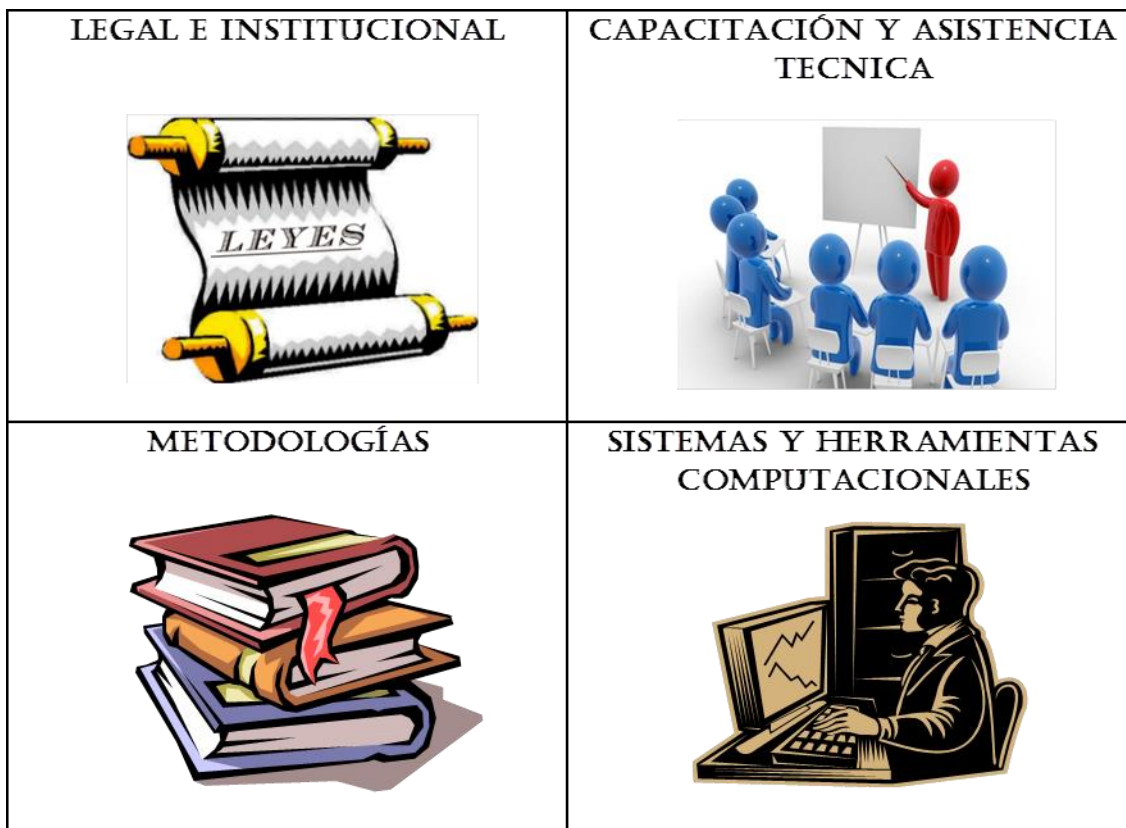 LEGAL E INSTITUCIONAL
CAPACITACIÓN Y ASISTENCIA
TECNICA
LEYES
METODOLOGÍAS
SISTEMAS Y HERRAMIENTAS
COMPUTACIONALES